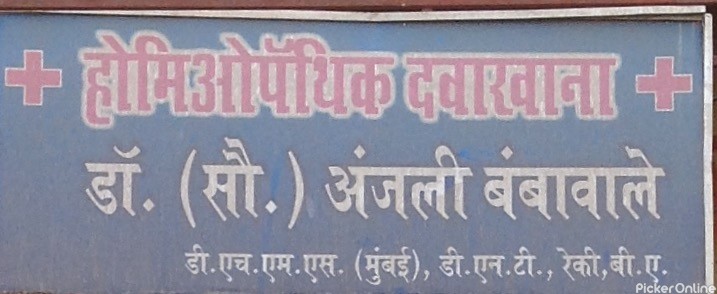 होमिओपॅथिक दवाखाना
डॉ. (सौ.) अंजली बंबावाले
डी.एच.एम.एस. (मुंबई), डी.एन.टी., रेकी,बी.ए.
PickerOnline